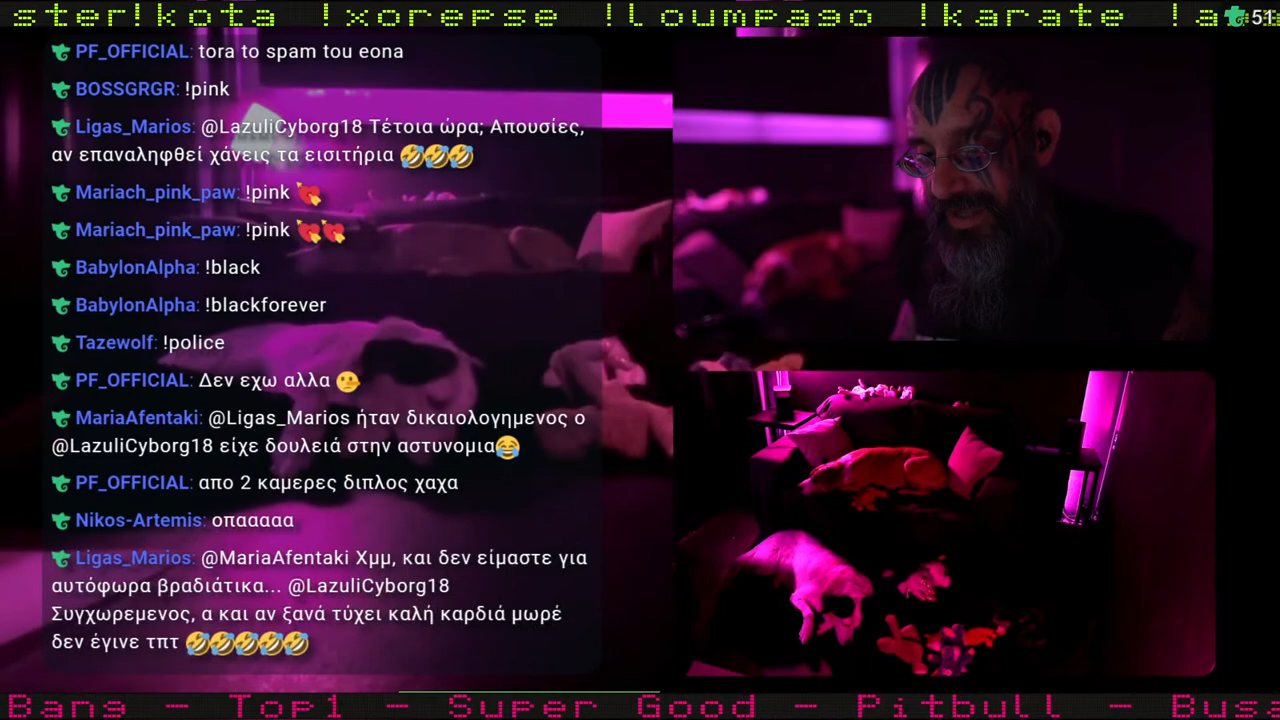 ster!kota !xorepse !loumpago !karate !a
51
PF_OFFICIAL: tora to spam tou eona
BOSSGRGR: !pink
Ligas_Marios: @LazuliCyborg18 Τέτοια ώρα; Απουσίες,
αν επαναληφθεί χάνεις τα εισιτήρια 🤣🤣🤣
Mariach_pink_paw: !pink 💘
Mariach_pink_paw: !pink 💘💘
BabylonAlpha: !black
BabylonAlpha: !blackforever
Tazewolf: !police
PF_OFFICIAL: Δεν εχω αλλα 🤥
MariaAfentaki: @Ligas_Marios ήταν δικαιολογημενος ο
@LazuliCyborg18 είχε δουλειά στην αστυνομια😂
PF_OFFICIAL: απο 2 καμερες διπλος χαχα
Nikos-Artemis: οπααααα
Ligas_Marios: @MariaAfentaki Χμμ, και δεν είμαστε για
αυτόφωρα βραδιάτικα... @LazuliCyborg18
Συγχωρεμενος, α και αν ξανά τύχει καλή καρδιά μωρέ
δεν έγινε τπτ 🤣🤣🤣🤣🤣
Bang - Top1 - Super Good - Pitbull - Busa